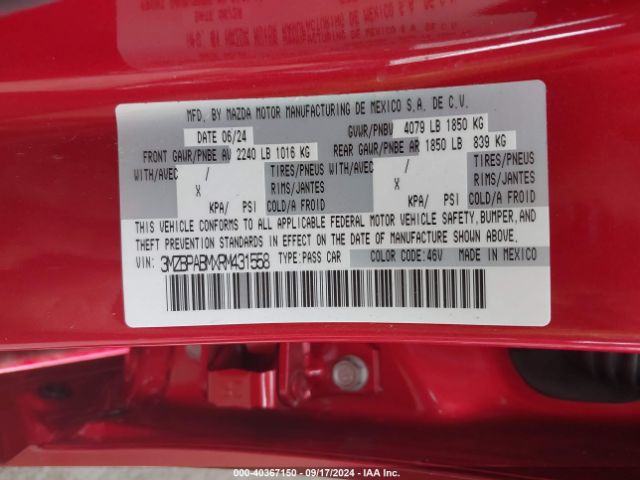 MFD. BY MAZDA MOTOR MANUFACTURING DE MEXICO S.A. DE C.V.
DATE 06/24 GVWR/PNBV 4079 LB 1850 KG
FRONT GAWR/PNBE AV 2240 LB 1016 KG REAR GAWR/PNBE AR 1850 LB 839 KG
WITH/AVEC / TIRES/PNEUS WITH/AVEC / TIRES/PNEUS
X RIMS/JANTES X RIMS/JANTES
KPA/ PSI COLD/A FROID KPA/ PSI COLD/A FROID
THIS VEHICLE CONFORMS TO ALL APPLICABLE FEDERAL MOTOR VEHICLE SAFETY, BUMPER, AND
THEFT PREVENTION STANDARDS IN EFFECT ON THE DATE OF MANUFACTURE SHOWN ABOVE.
VIN: 3MZBPABMXRM431558 TYPE: PASS CAR COLOR CODE: 46V MADE IN MEXICO
000-40367150 - 09/17/2024 - IAA Inc.